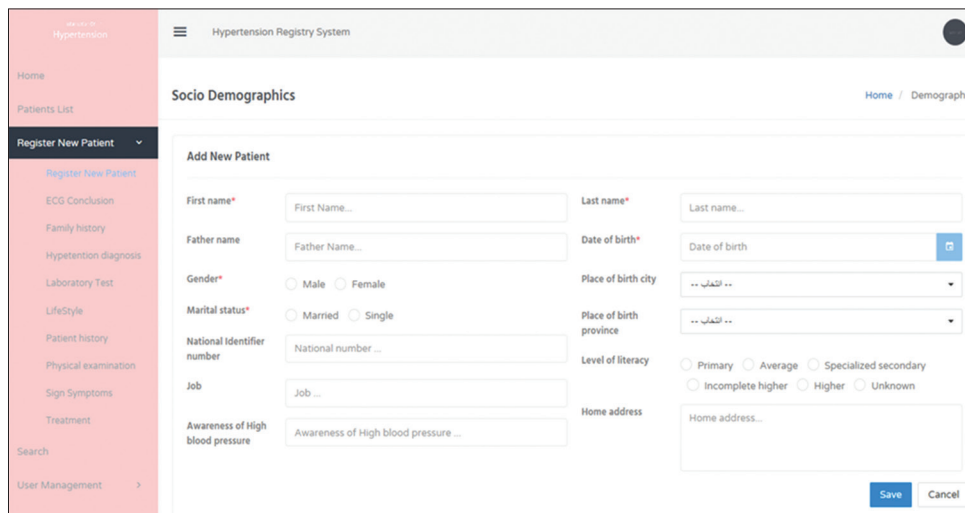 Hypertension
Hypertension Registry System
Home
Patients List
Register New Patient
Register New Patient
ECG Conclusion
Family history
Hypetention diagnosis
Laboratory Test
LifeStyle
Patient history
Physical examination
Sign Symptoms
Treatment
Search
User Management
Socio Demographics
Home / Demograph
Add New Patient
First name*
First Name...
Last name*
Last name...
Father name
Father Name...
Date of birth*
Date of birth
Gender*
Male Female
Place of birth city
-- انتخاب --
Marital status*
Married Single
Place of birth
province
-- انتخاب --
National Identifier
number
National number ...
Level of literacy
Primary Average Specialized secondary
Incomplete higher Higher Unknown
Job
Job ...
Home address
Home address...
Awareness of High
blood pressure
Awareness of High blood pressure ...
Save Cancel